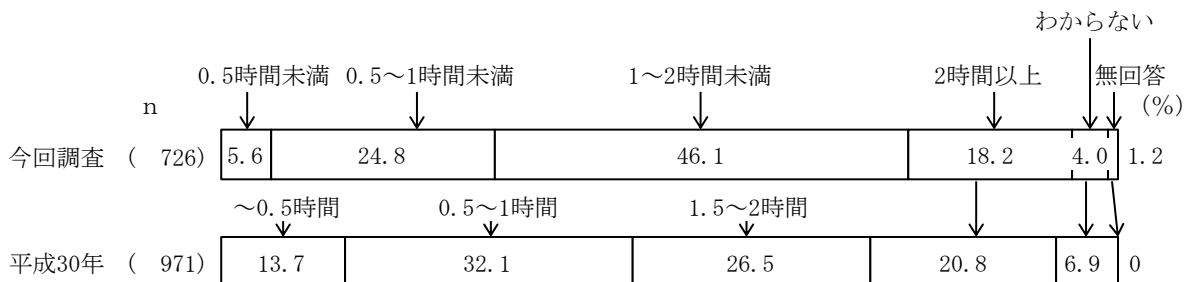 わからない
0.5時間未満 0.5～1時間未満 1～2時間未満 2時間以上 無回答
n (%)
今回調査 ( 726) 5.6 24.8 46.1 18.2 4.0 1.2
～0.5時間 0.5～1時間 1.5～2時間
平成30年 ( 971) 13.7 32.1 26.5 20.8 6.9 0